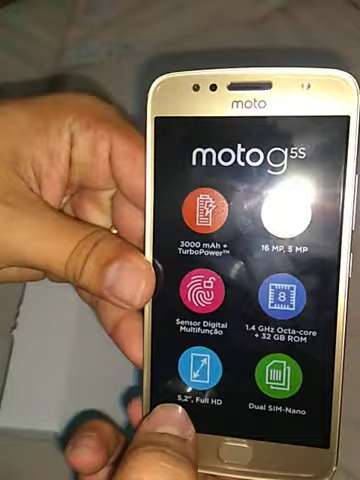 moto
moto g5S
3000 mAh +
TurboPower™
16 MP, 5 MP
Sensor Digital
Multifunção
8
1.4 GHz Octa-core
+ 32 GB ROM
5,2”, Full HD
Dual SIM-Nano